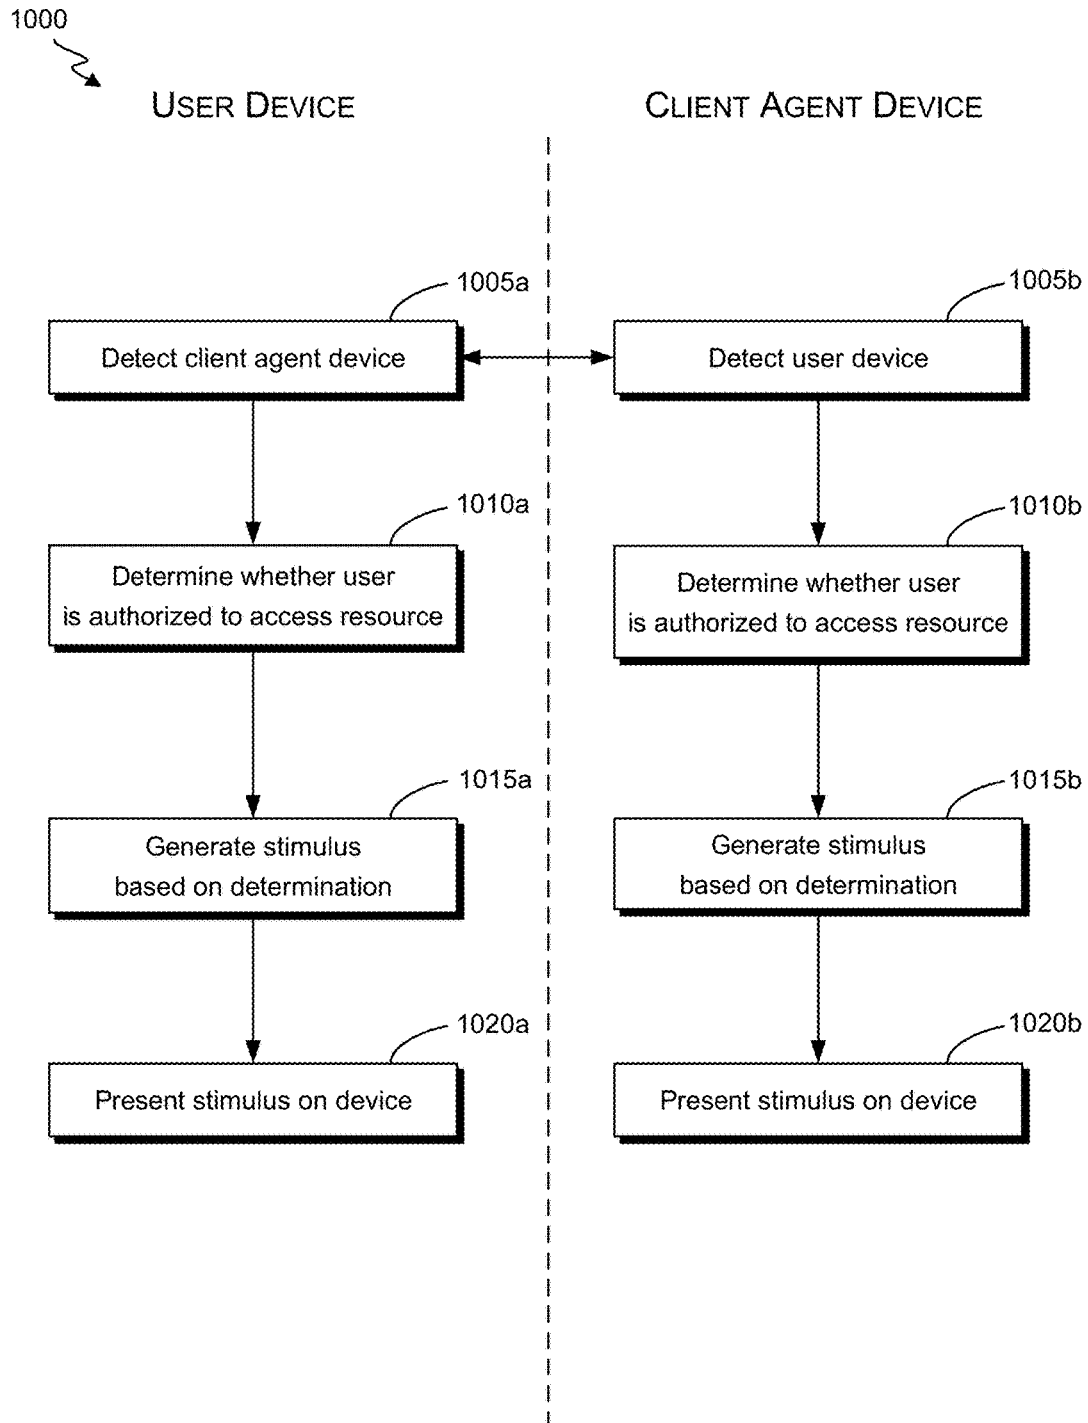 1000
USER DEVICE
CLIENT AGENT DEVICE
1005a
1005b
Detect client agent device
Detect user device
1010a
1010b
Determine whether user
is authorized to access resource
Determine whether user
is authorized to access resource
1015a
1015b
Generate stimulus
based on determination
Generate stimulus
based on determination
1020a
1020b
Present stimulus on device
Present stimulus on device